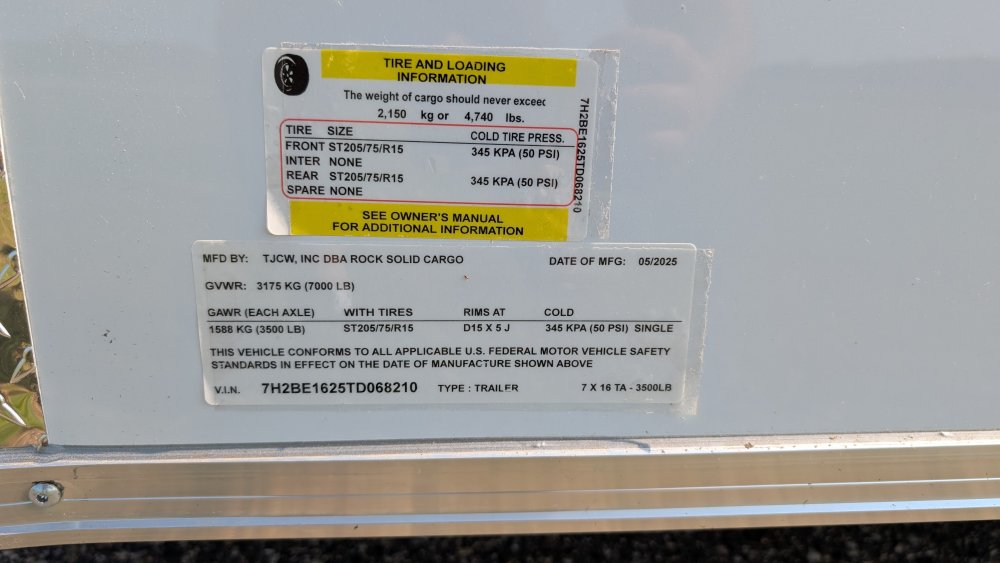 TIRE AND LOADING
INFORMATION
The weight of cargo should never exceed
2,150 kg or 4,740 lbs.
TIRE SIZE COLD TIRE PRESS.
FRONT ST205/75/R15 345 KPA (50 PSI)
INTER NONE
REAR ST205/75/R15 345 KPA (50 PSI)
SPARE NONE
SEE OWNER'S MANUAL
FOR ADDITIONAL INFORMATION
7H2BE1625TD068210
MFD BY: TJCW, INC DBA ROCK SOLID CARGO DATE OF MFG: 05/2025
GVWR: 3175 KG (7000 LB)
GAWR (EACH AXLE) WITH TIRES RIMS AT COLD
1588 KG (3500 LB) ST205/75/R15 D15 X 5 J 345 KPA (50 PSI) SINGLE
THIS VEHICLE CONFORMS TO ALL APPLICABLE U.S. FEDERAL MOTOR VEHICLE SAFETY
STANDARDS IN EFFECT ON THE DATE OF MANUFACTURE SHOWN ABOVE
V.I.N. 7H2BE1625TD068210 TYPE : TRAILER 7 X 16 TA - 3500LB